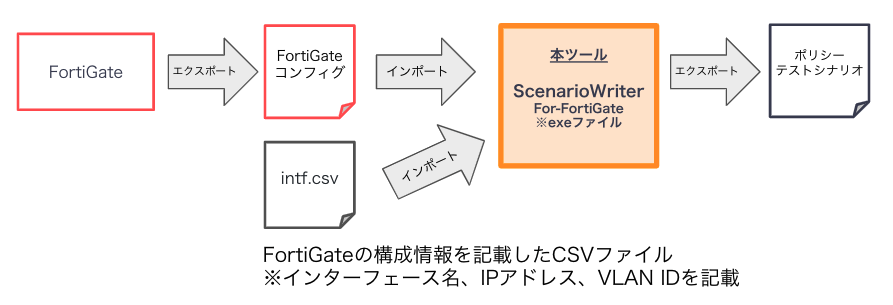 FortiGate
エクスポート
FortiGate
コンフィグ
インポート
本ツール
ScenarioWriter
For-FortiGate
※exeファイル
エクスポート
ポリシー
テストシナリオ
intf.csv
インポート
FortiGateの構成情報を記載したCSVファイル
※インターフェース名、IPアドレス、VLAN IDを記載